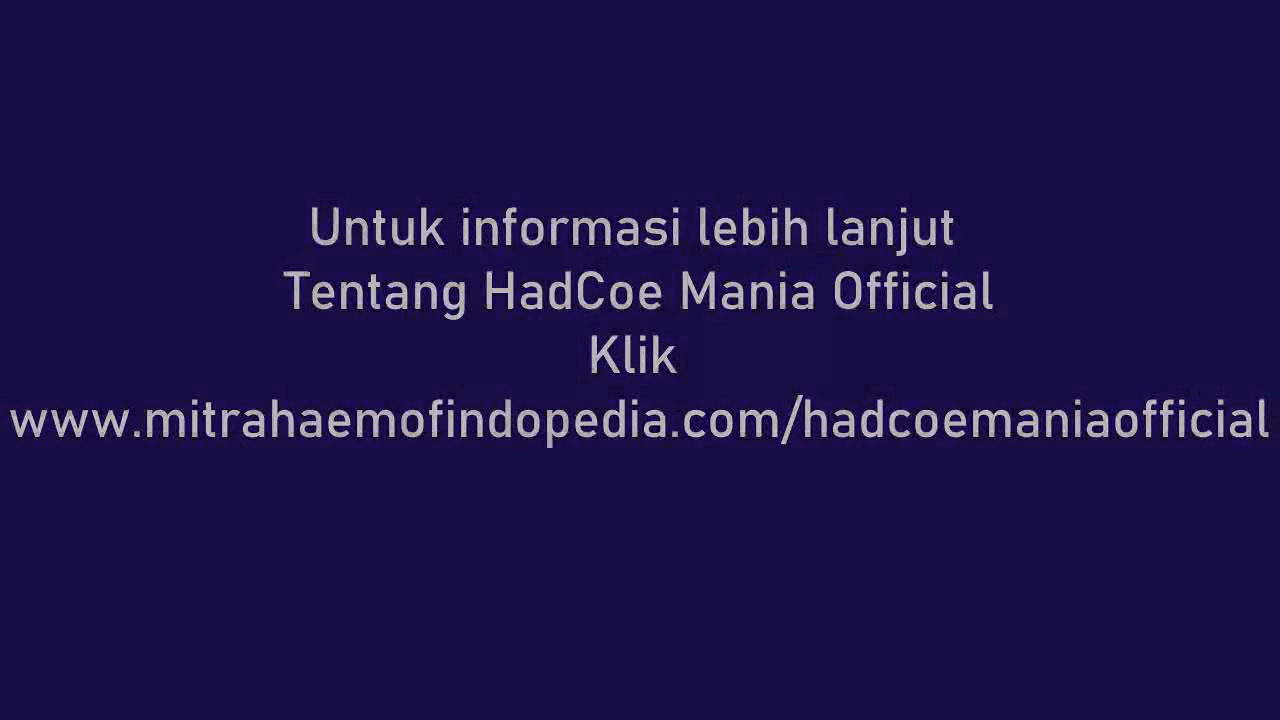 Untuk informasi lebih lanjut
Tentang HadCoe Mania Official
Klik
www.mitrahaemofindopedia.com/hadcoemaniaofficial